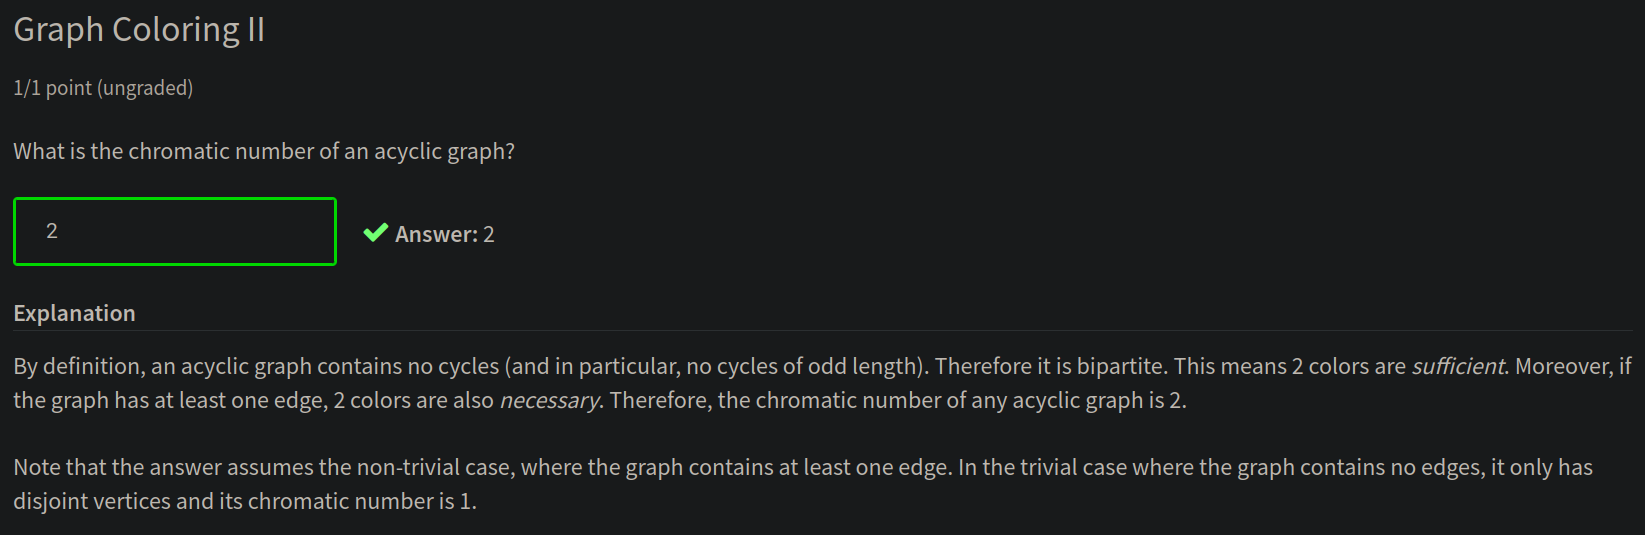 Graph Coloring II
1/1 point (ungraded)
What is the chromatic number of an acyclic graph?
2
Answer: 2
Explanation
By definition, an acyclic graph contains no cycles (and in particular, no cycles of odd length). Therefore it is bipartite. This means 2 colors are sufficient. Moreover, if
the graph has at least one edge, 2 colors are also necessary. Therefore, the chromatic number of any acyclic graph is 2.
Note that the answer assumes the non-trivial case, where the graph contains at least one edge. In the trivial case where the graph contains no edges, it only has
disjoint vertices and its chromatic number is 1.